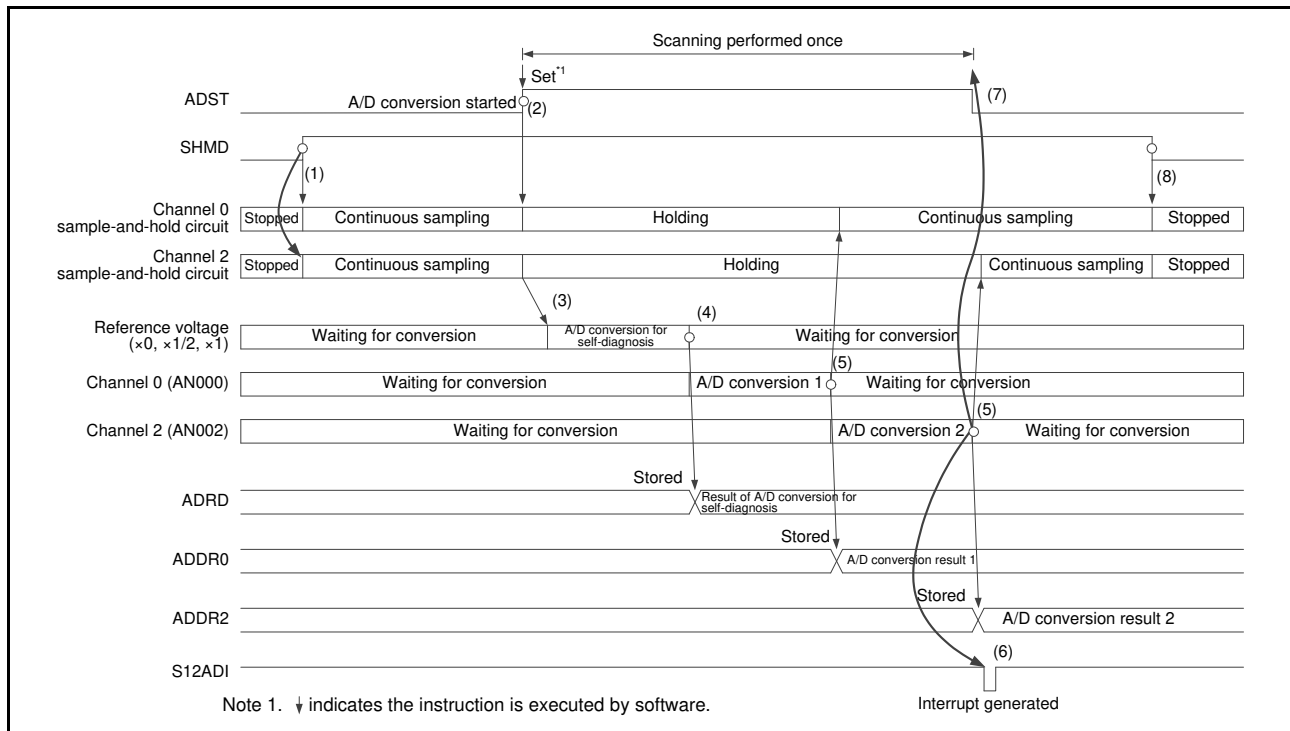 Scanning performed once
Set*1
ADST
A/D conversion started
(2)
(7)
SHMD
(1)
(8)
Channel 0
sample-and-hold circuit
Stopped
Continuous sampling
Holding
Continuous sampling
Stopped
Channel 2
sample-and-hold circuit
Stopped
Continuous sampling
Holding
Continuous sampling
Stopped
(3)
(4)
Reference voltage
(×0, ×1/2, ×1)
Waiting for conversion
A/D conversion for
self-diagnosis
Waiting for conversion
(5)
Channel 0 (AN000)
Waiting for conversion
A/D conversion 1
Waiting for conversion
(5)
Channel 2 (AN002)
Waiting for conversion
A/D conversion 2
Waiting for conversion
Stored
ADRD
Result of A/D conversion for
self-diagnosis
Stored
ADDR0
A/D conversion result 1
Stored
ADDR2
A/D conversion result 2
S12ADI
(6)
Interrupt generated
Note 1. ↓ indicates the instruction is executed by software.